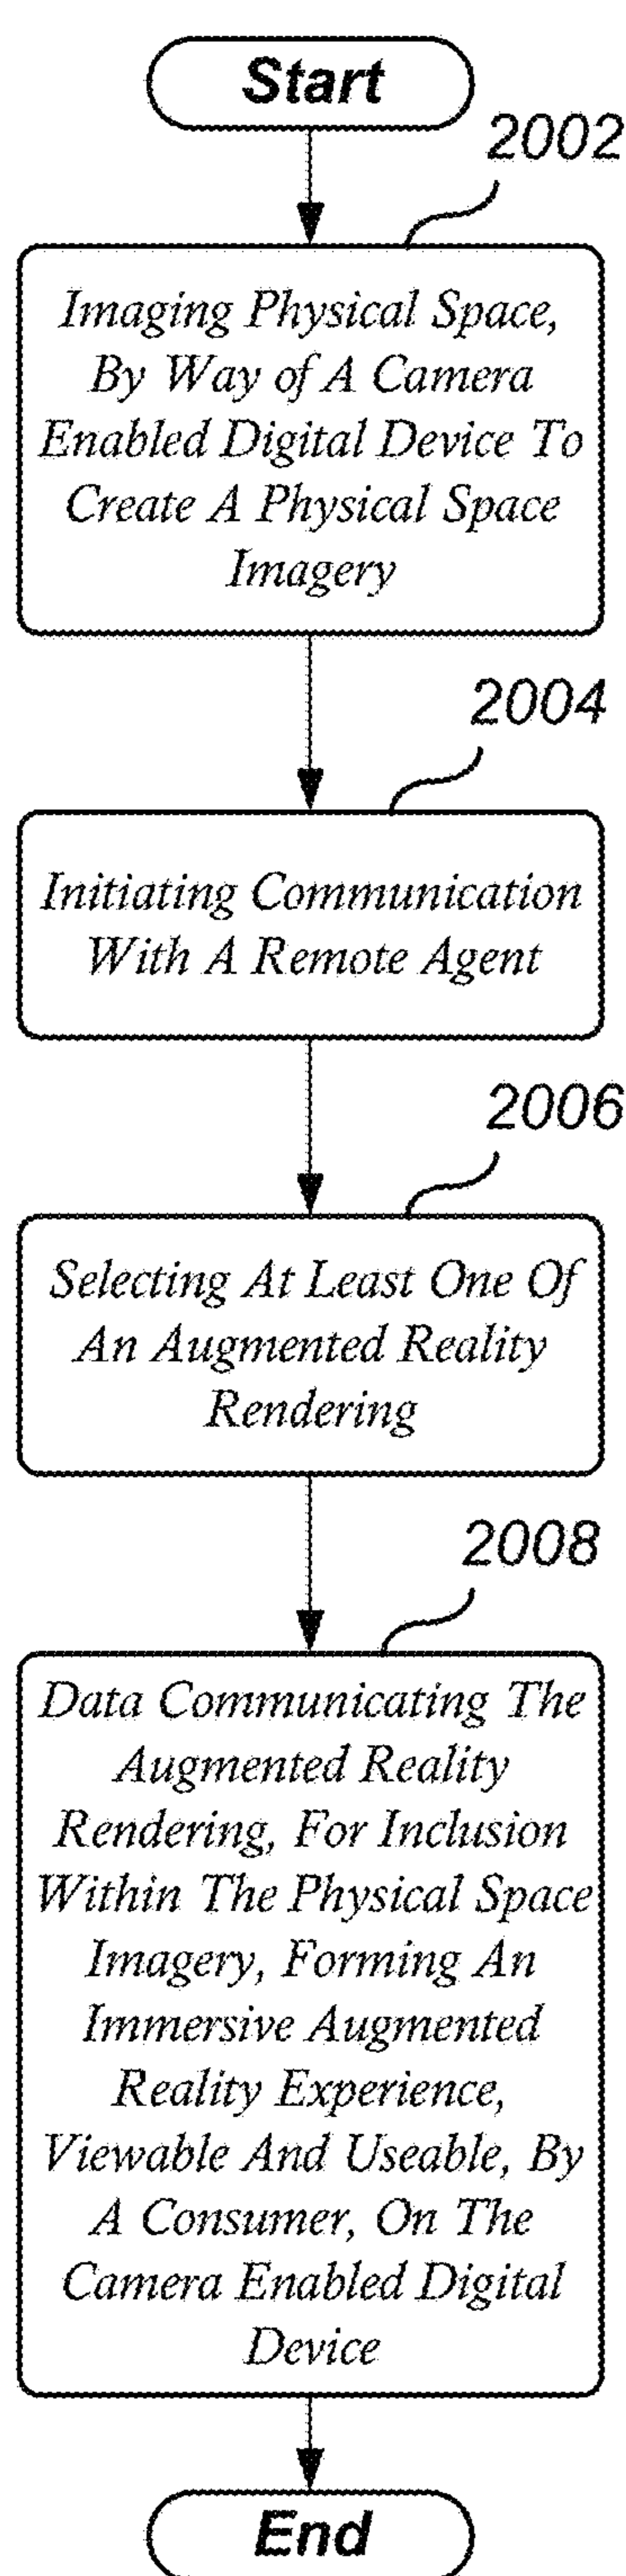 Start
2002
Imaging Physical Space,
By Way of A Camera
Enabled Digital Device To
Create A Physical Space
Imagery
2004
Initiating Communication
With A Remote Agent
2006
Selecting At Least One Of
An Augmented Reality
Rendering
2008
Data Communicating The
Augmented Reality
Rendering, For Inclusion
Within The Physical Space
Imagery, Forming An
Immersive Augmented
Reality Experience,
Viewable And Useable, By
A Consumer, On The
Camera Enabled Digital
Device
End